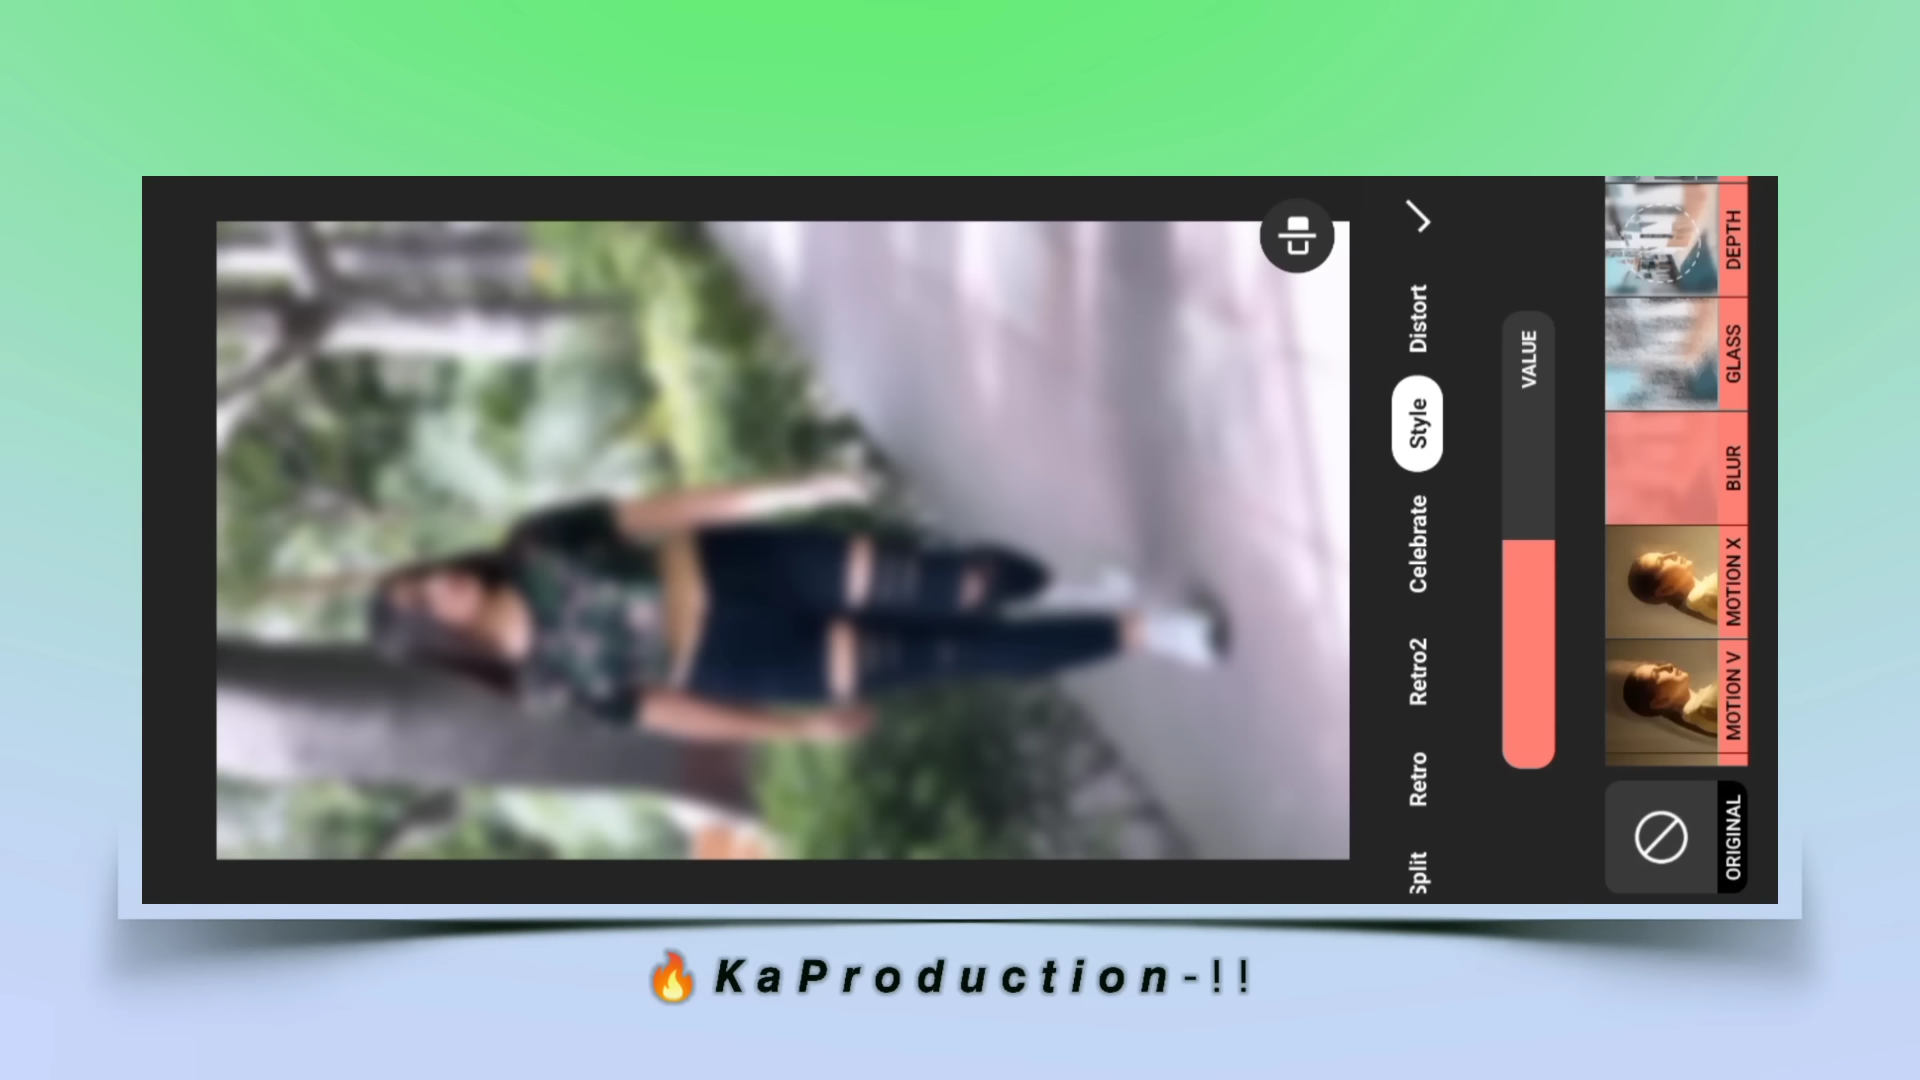 Split Retro Retro2 Celebrate Style Distort
VALUE
ORIGINAL MOTION V MOTION X BLUR GLASS DEPTH
🔥KaProduction-!!